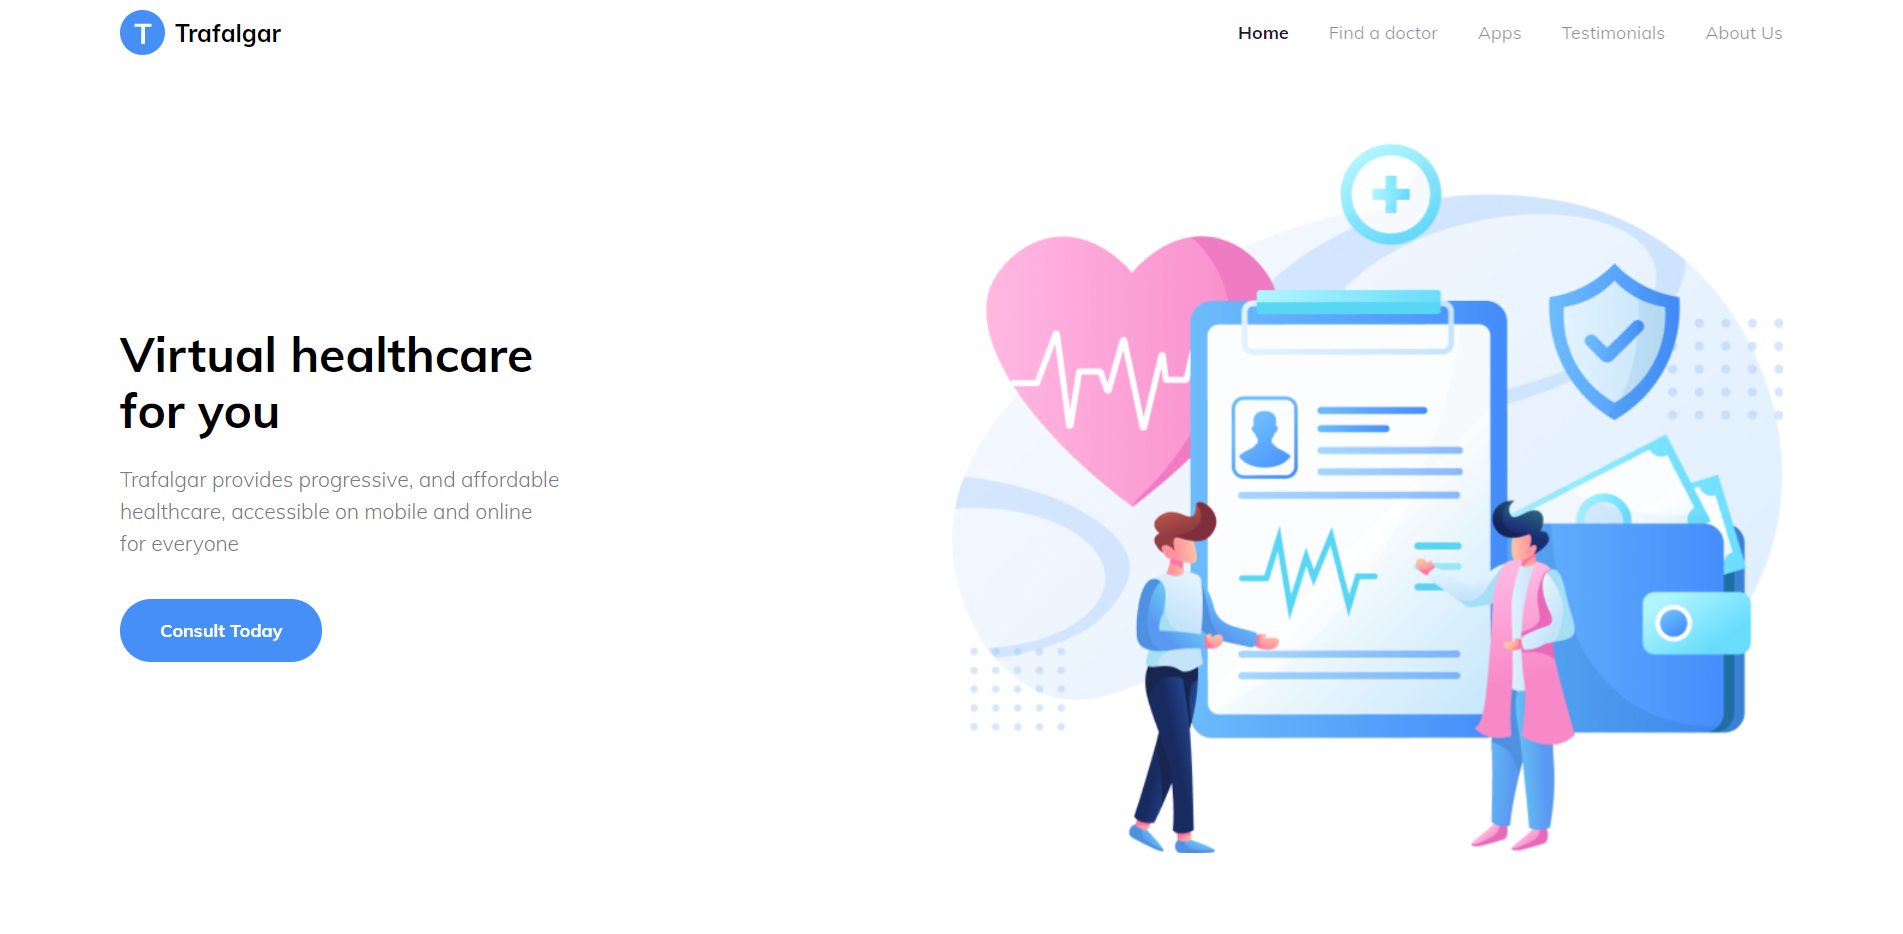 T Trafalgar
Home Find a doctor Apps Testimonials About Us
Virtual healthcare
for you
Trafalgar provides progressive, and affordable
healthcare, accessible on mobile and online
for everyone
Consult Today